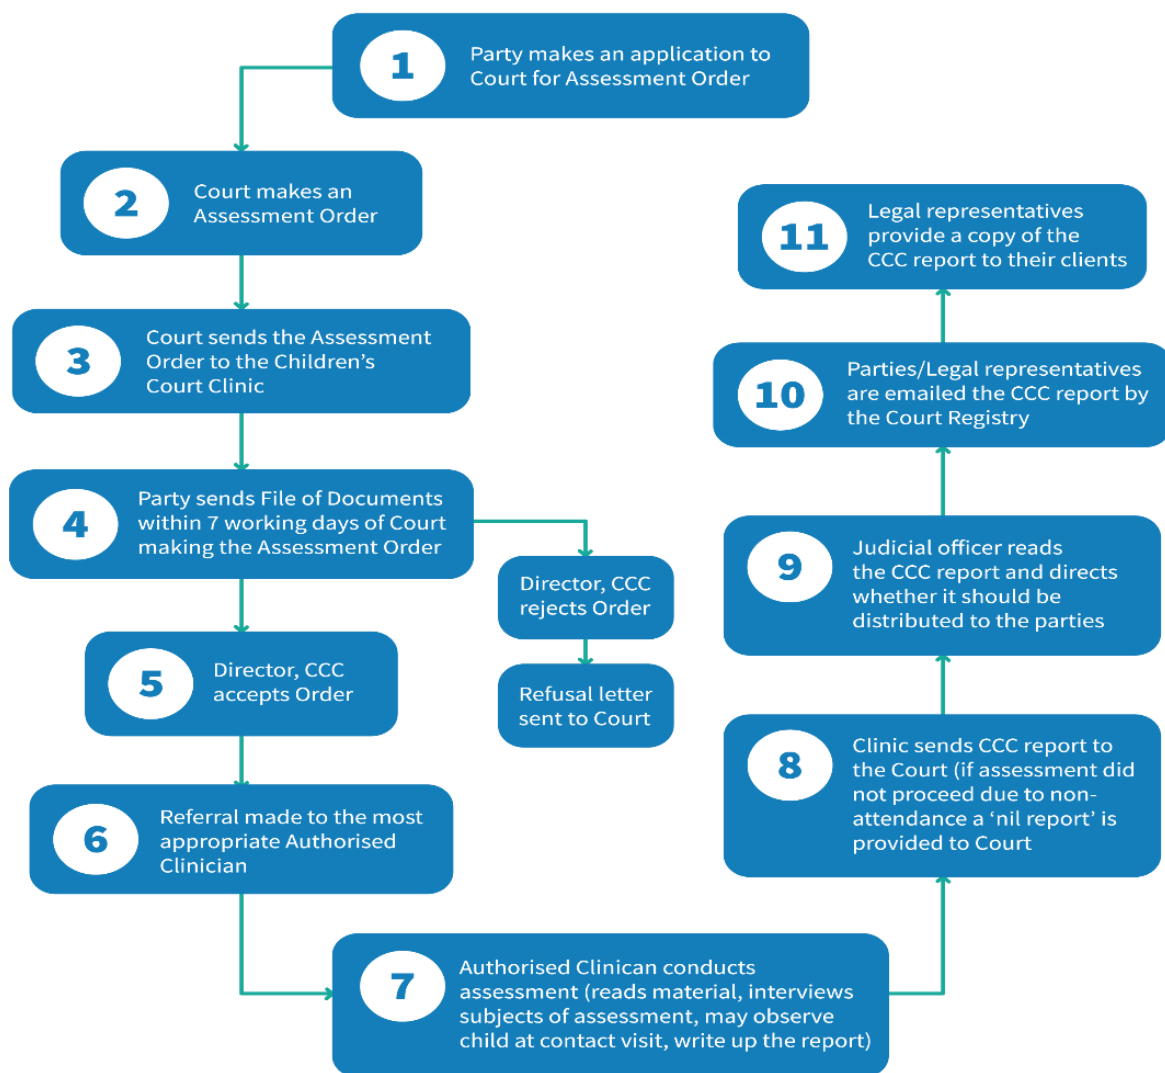 1
Party makes an application to
Court for Assessment Order
2
Court makes an
Assessment Order
3
Court sends the Assessment
Order to the Children's
Court Clinic
4
Party sends File of Documents
within 7 working days of Court
making the Assessment Order
Director, CCC
rejects Order
Refusal letter
sent to Court
5
Director, CCC
accepts Order
6
Referral made to the most
appropriate Authorised
Clinician
7
Authorised Clinican conducts
assessment (reads material, interviews
subjects of assessment, may observe
child at contact visit, write up the report)
8
Clinic sends CCC report to
the Court (if assessment did
not proceed due to non-
attendance a ‘nil report’ is
provided to Court
9
Judicial officer reads
the CCC report and directs
whether it should be
distributed to the parties
10
Parties/Legal representatives
are emailed the CCC report by
the Court Registry
11
Legal representatives
provide a copy of the
CCC report to their clients